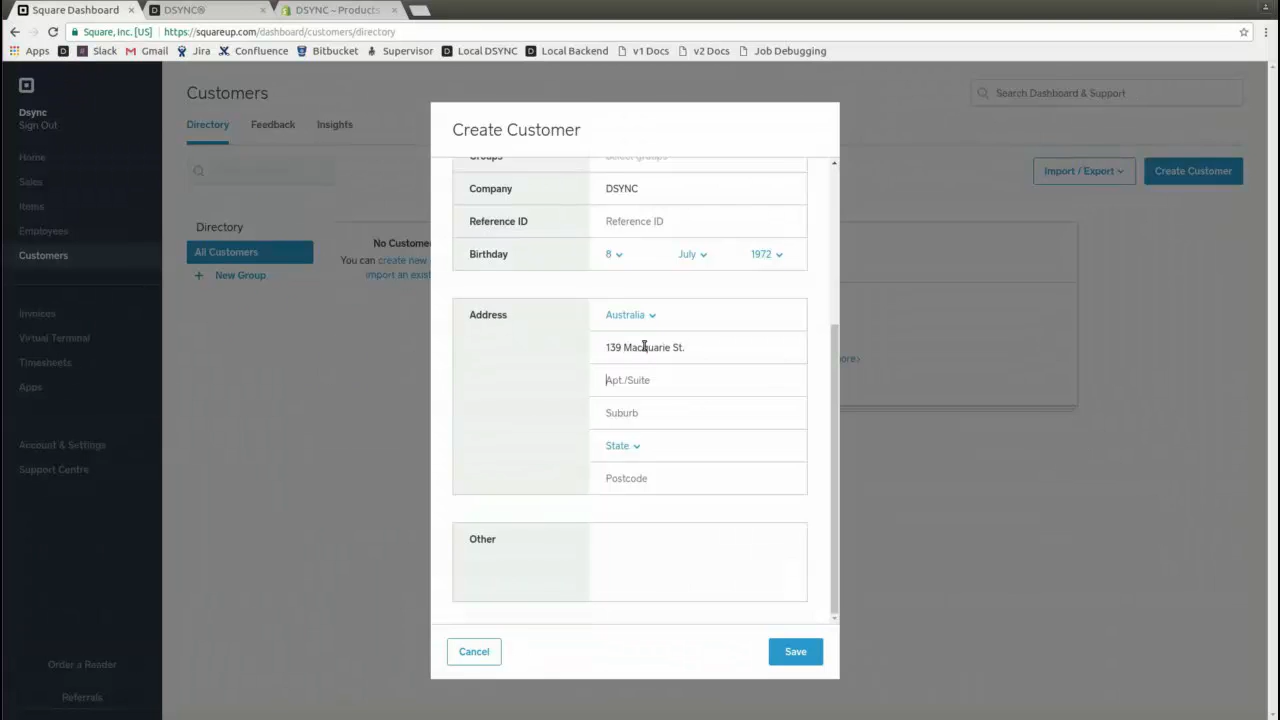 Square Dashboard
DSYNC®
DSYNC ~ Products
Square, Inc. [US]
https://squareup.com/dashboard/customers/directory
Apps
Slack
Gmail
Jira
Confluence
Bitbucket
Supervisor
Local DSYNC
Local Backend
v1 Docs
v2 Docs
Job Debugging
Dsync
Sign Out
Home
Sales
Items
Employees
Customers
Invoices
Virtual Terminal
Timesheets
Apps
Account & Settings
Support Centre
Order a Reader
Referrals
Customers
Search Dashboard & Support
Directory
Feedback
Insights
Import / Export
Create Customer
Directory
All Customers
+ New Group
No Custome
You can create new
import an exist
ore>
Create Customer
Groups
Select groups
Company
DSYNC
Reference ID
Reference ID
Birthday
8
July
1972
Address
Australia
139 Macquarie St.
Apt./Suite
Suburb
State
Postcode
Other
Cancel
Save